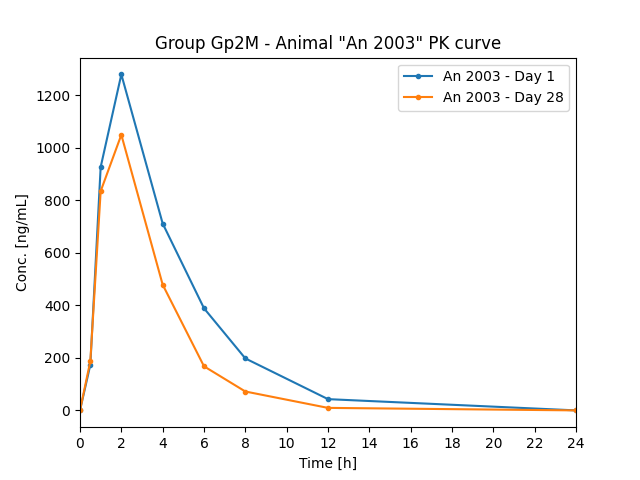 Group Gp2M - Animal "An 2003" PK curve
An 2003 - Day 1
An 2003 - Day 28
Conc. [ng/mL]
1200
1000
800
600
400
200
0
0 2 4 6 8 10 12 14 16 18 20 22 24
Time [h]